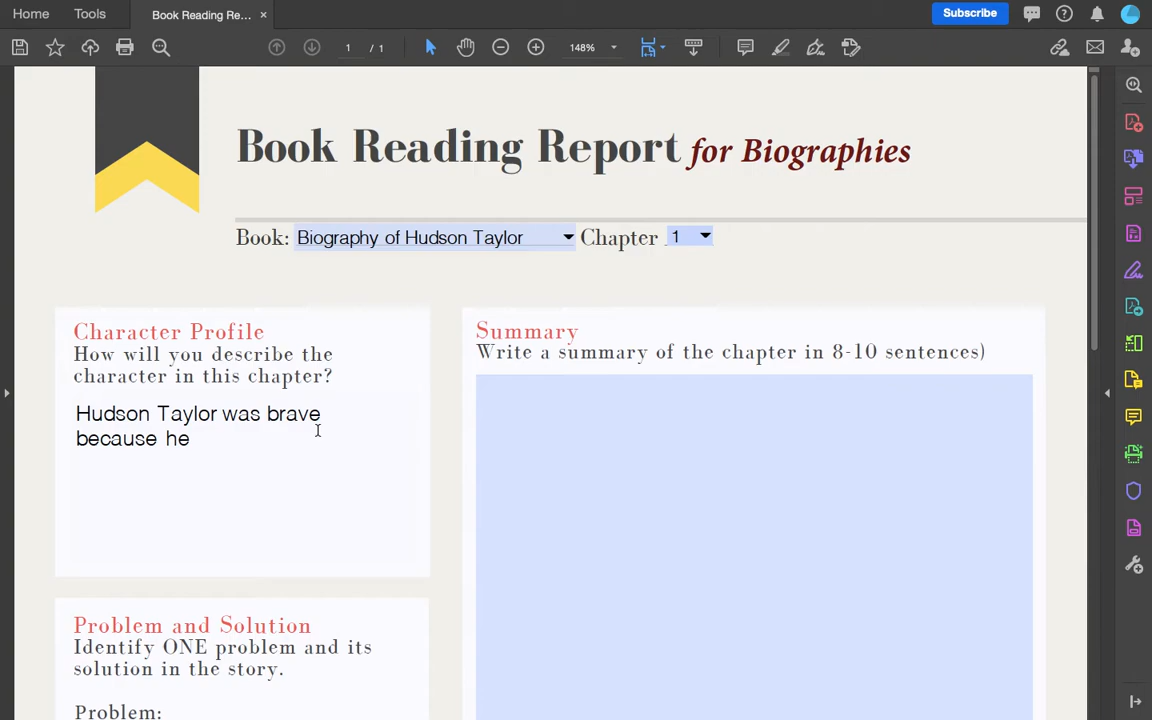 Home Tools Book Reading Re... × Subscribe
1 / 1 148%
Book Reading Report for Biographies
Book: Biography of Hudson Taylor Chapter 1
Character Profile
How will you describe the
character in this chapter?
Hudson Taylor was brave
because he
Summary
Write a summary of the chapter in 8-10 sentences)
Problem and Solution
Identify ONE problem and its
solution in the story.
Problem: